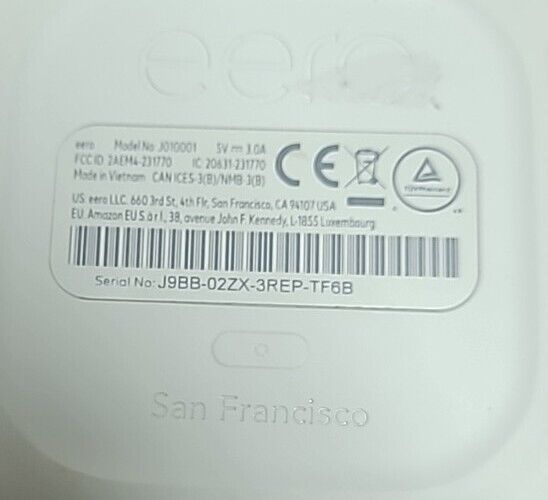 eero
eero Model No: J010001 5V⎓3.0A
FCC ID: 2AEM4-231770 IC: 20631-231770
Made in Vietnam CAN ICES-3(B)/NMB-3(B)
US. eero LLC. 660 3rd St, 4th Flr, San Francisco, CA 94107 USA
EU. Amazon EU S.à r.l., 38, avenue John F. Kennedy, L-1855 Luxembourg
CE
TÜVRheinland
Serial No: J9BB-02ZX-3REP-TF6B
San Francisco